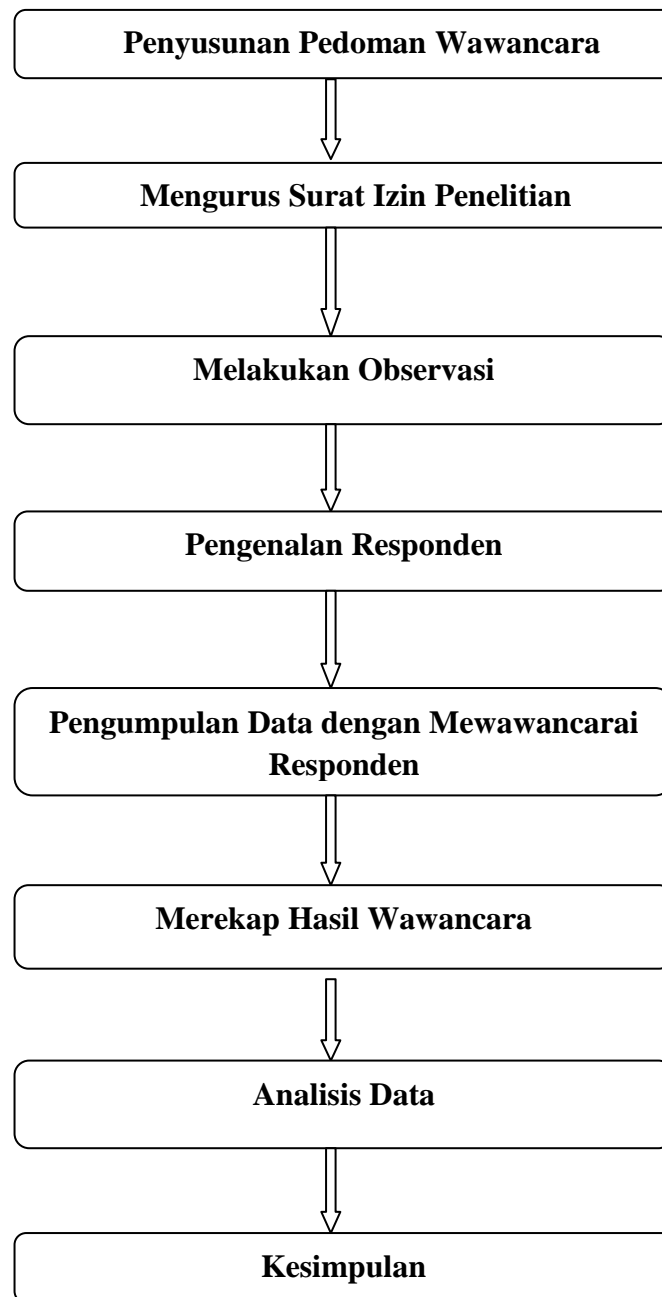 Penyusunan Pedoman Wawancara
Mengurus Surat Izin Penelitian
Melakukan Observasi
Pengenalan Responden
Pengumpulan Data dengan Mewawancarai
Responden
Merekap Hasil Wawancara
Analisis Data
Kesimpulan